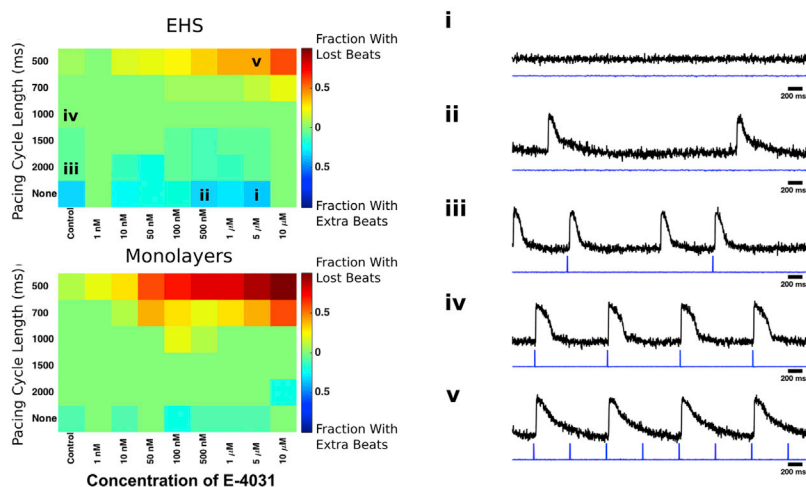 EHS
Pacing Cycle Length (ms)
500
700
1000
1500
2000
None
v
iv
iii
ii
i
Control
1 nM
10 nM
50 nM
100 nM
500 nM
1 μM
5 μM
10 μM
Fraction With
Lost Beats
0.5
0
0.5
Fraction With
Extra Beats
Monolayers
Pacing Cycle Length (ms)
500
700
1000
1500
2000
None
Control
1 nM
10 nM
50 nM
100 nM
500 nM
1 μM
5 μM
10 μM
Fraction With
Lost Beats
0.5
0
0.5
Fraction With
Extra Beats
Concentration of E-4031
i
200 ms
ii
200 ms
iii
200 ms
iv
200 ms
v
200 ms